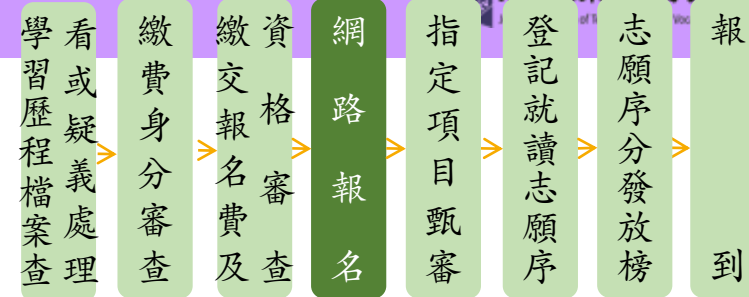 學習歷程檔案查
看或疑義處理
繳費身分審查
繳交報名費及
資格審查
網路報名
指定項目甄審
登記就讀志願序
志願序分發放榜
報到
of